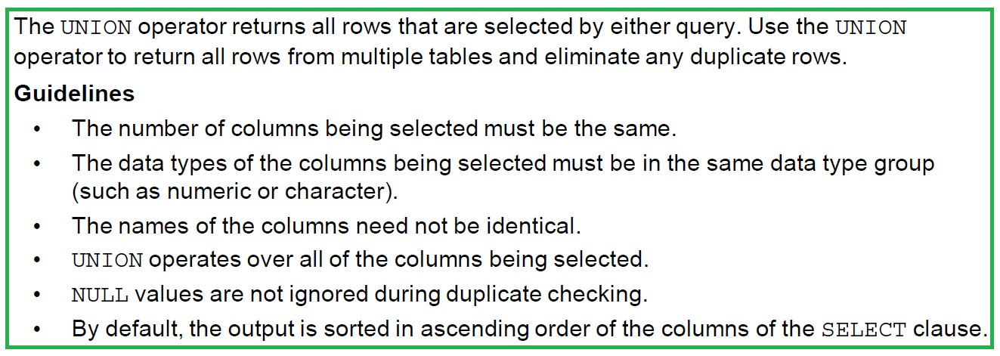 The UNION operator returns all rows that are selected by either query. Use the UNION
operator to return all rows from multiple tables and eliminate any duplicate rows.
Guidelines
• The number of columns being selected must be the same.
• The data types of the columns being selected must be in the same data type group
(such as numeric or character).
• The names of the columns need not be identical.
• UNION operates over all of the columns being selected.
• NULL values are not ignored during duplicate checking.
• By default, the output is sorted in ascending order of the columns of the SELECT clause.